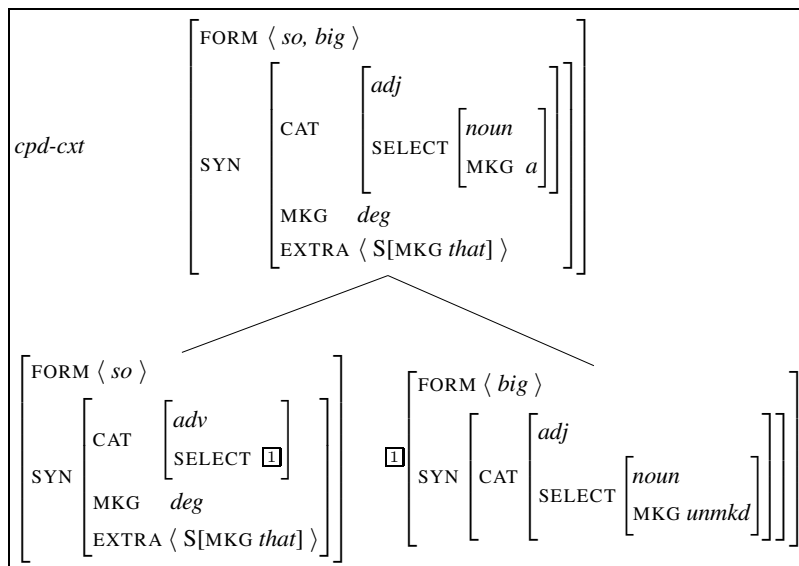 FORM ⟨ so, big ⟩
adj
CAT
noun
SELECT
cpd-cxt
MKG a
SYN
MKG deg
EXTRA ⟨ S[MKG that] ⟩
FORM ⟨ so ⟩
adv
CAT
SELECT 1
SYN
MKG deg
EXTRA ⟨ S[MKG that] ⟩
1
FORM ⟨ big ⟩
adj
SYN CAT
noun
SELECT
MKG unmkd